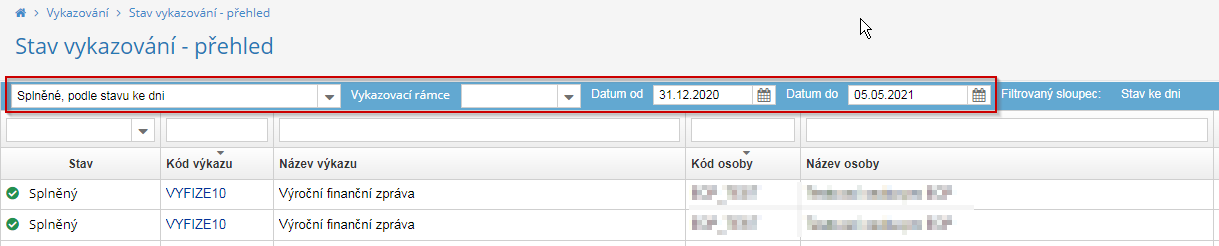 Vykazování > Stav vykazování - přehled
Stav vykazování - přehled
Splněné, podle stavu ke dni Vykazovací rámce Datum od 31.12.2020 Datum do 05.05.2021 Filtrovaný sloupec: Stav ke dni
Stav Kód výkazu Název výkazu Kód osoby Název osoby
Splněný VYFIZE10 Výroční finanční zpráva
Splněný VYFIZE10 Výroční finanční zpráva